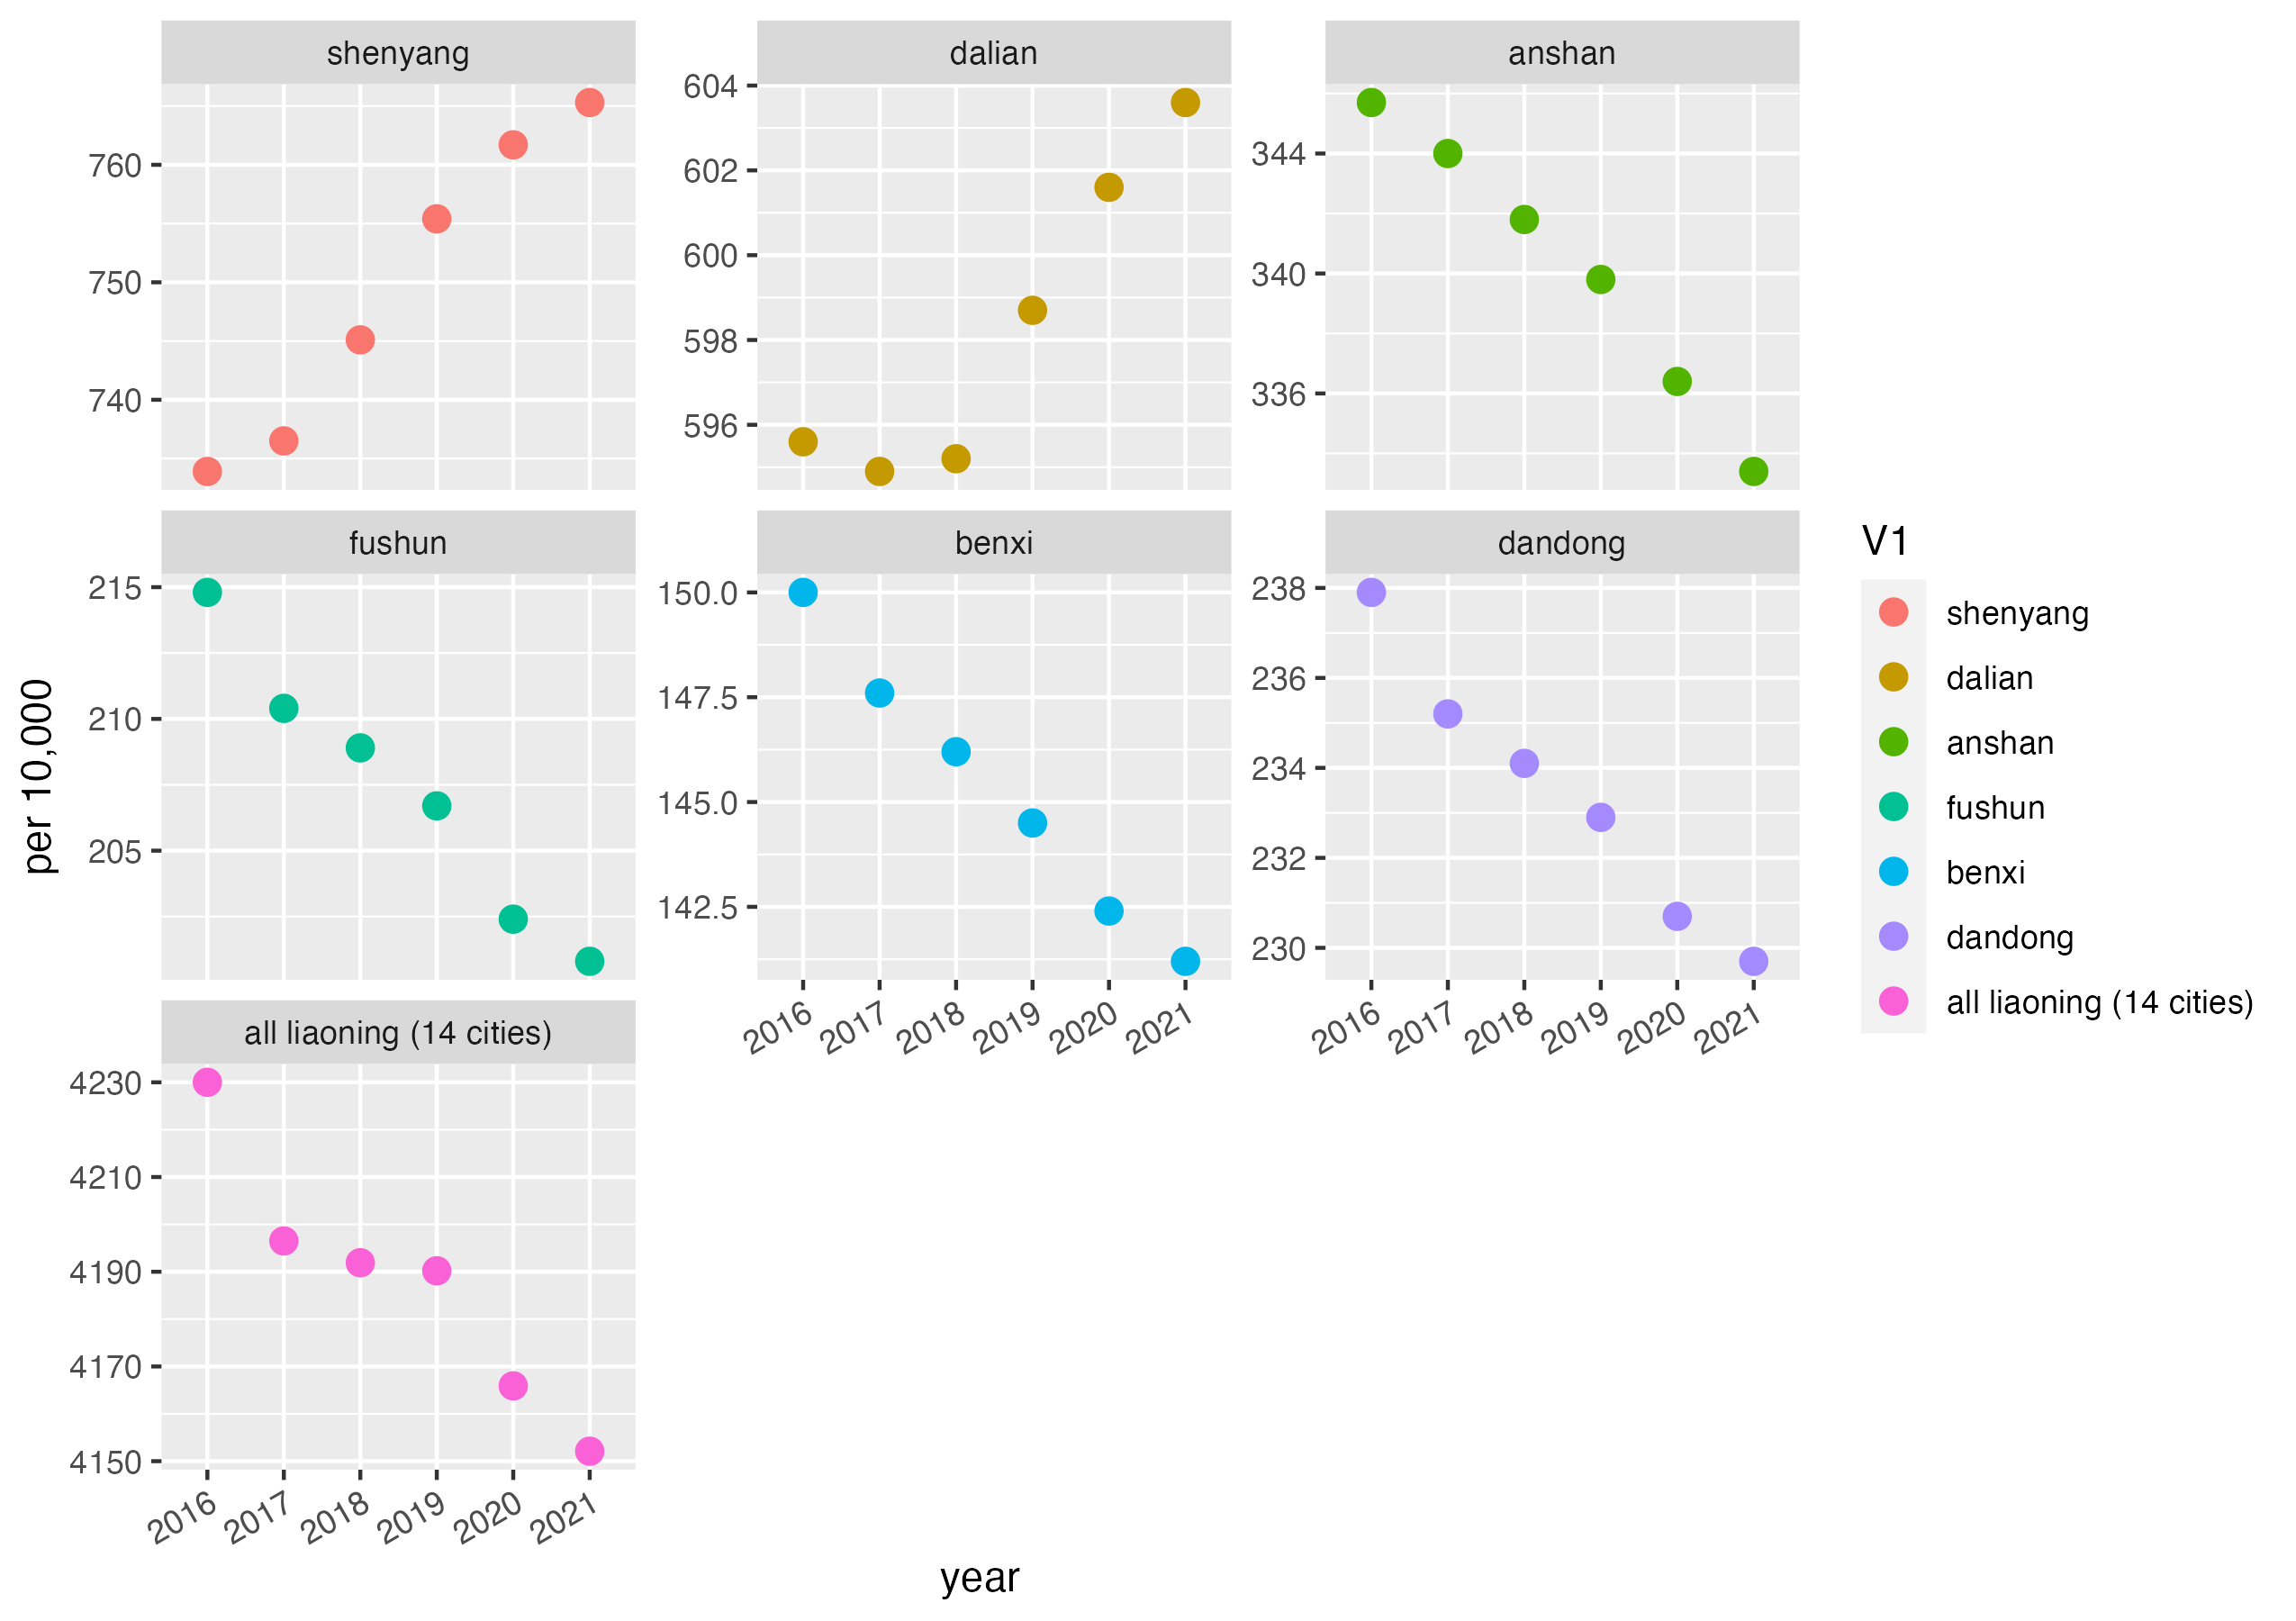 shenyang
dalian
anshan
760
750
740
604
602
600
598
596
344
340
336
fushun
benxi
dandong
215
210
205
150.0
147.5
145.0
142.5
238
236
234
232
230
2016 2017 2018 2019 2020 2021
2016 2017 2018 2019 2020 2021
all liaoning (14 cities)
4230
4210
4190
4170
4150
2016 2017 2018 2019 2020 2021
year
per 10,000
V1
shenyang
dalian
anshan
fushun
benxi
dandong
all liaoning (14 cities)